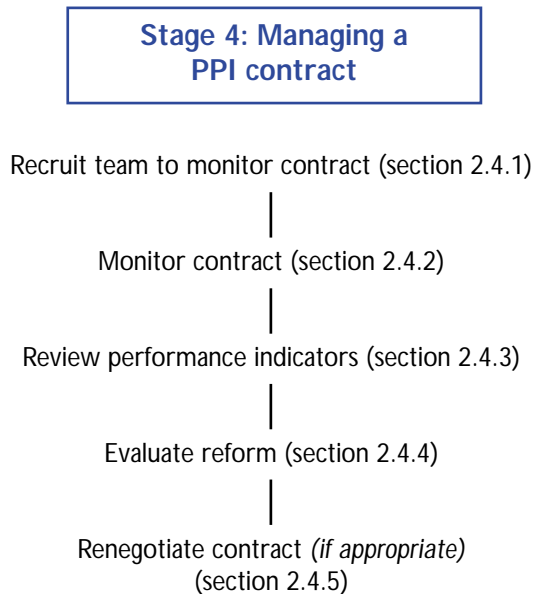 Stage 4: Managing a
PPI contract
Recruit team to monitor contract (section 2.4.1)
Monitor contract (section 2.4.2)
Review performance indicators (section 2.4.3)
Evaluate reform (section 2.4.4)
Renegotiate contract (if appropriate)
(section 2.4.5)